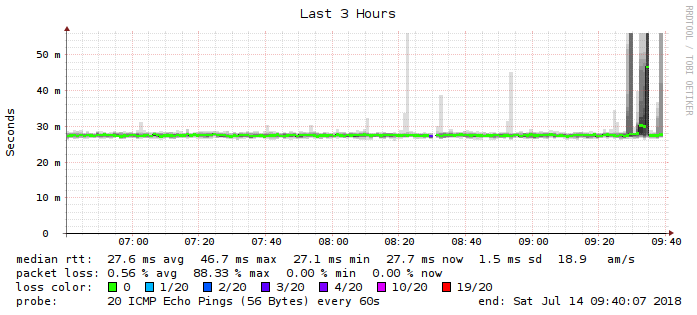 Last 3 Hours
RRDTOOL / TOBI OETIKER
Seconds
50 m
40 m
30 m
20 m
10 m
0
07:00 07:20 07:40 08:00 08:20 08:40 09:00 09:20 09:40
median rtt: 27.6 ms avg 46.7 ms max 27.1 ms min 27.7 ms now 1.5 ms sd 18.9 am/s
packet loss: 0.56 % avg 88.33 % max 0.00 % min 0.00 % now
loss color: 0 1/20 2/20 3/20 4/20 10/20 19/20
probe: 20 ICMP Echo Pings (56 Bytes) every 60s end: Sat Jul 14 09:40:07 2018